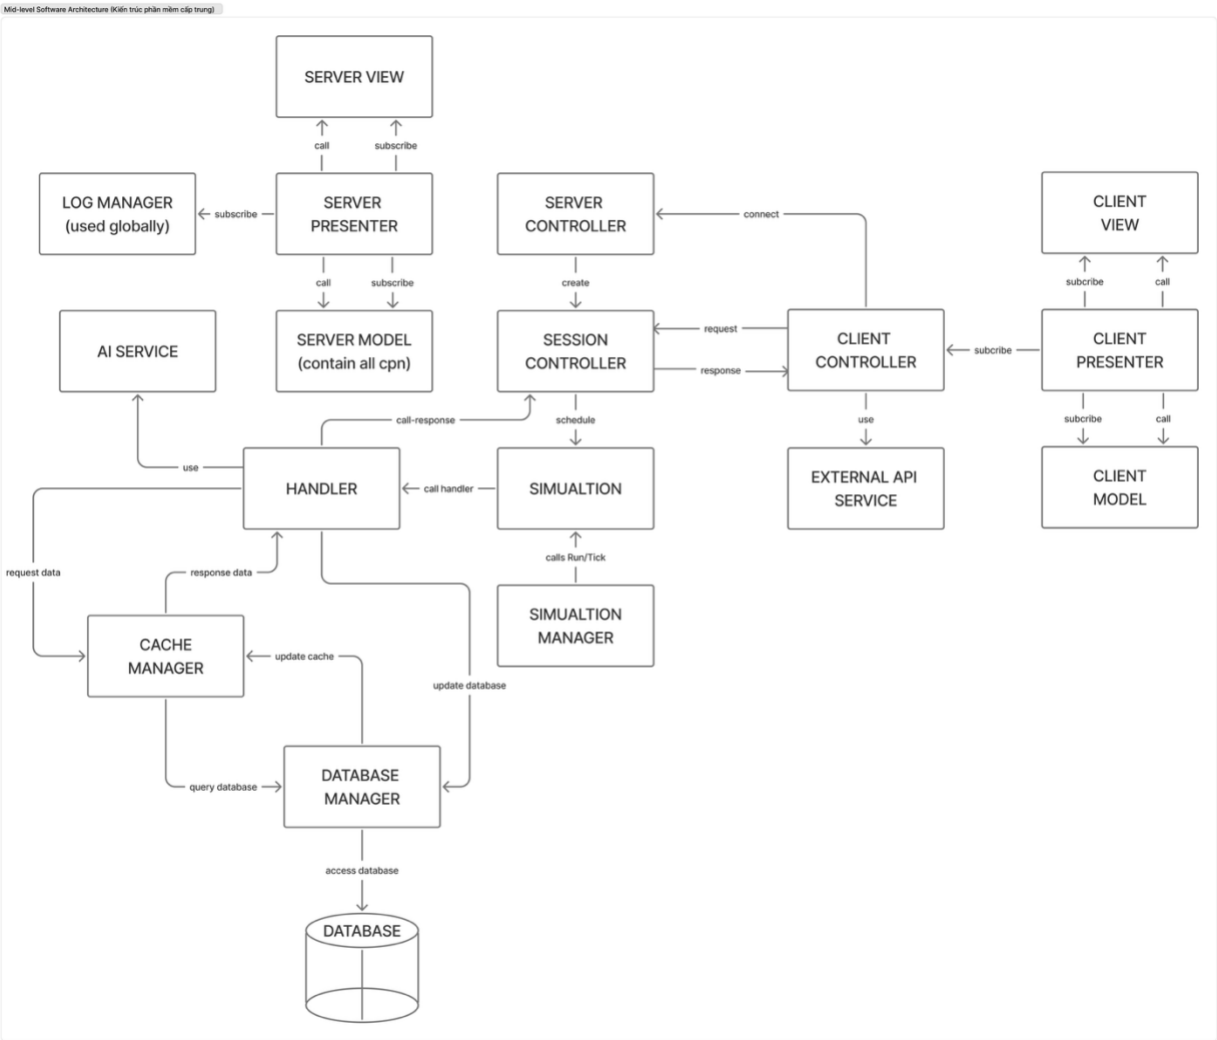 Mid-level Software Architecture (Kiến trúc phần mềm cấp trung)
SERVER VIEW
call
subscribe
LOG MANAGER
(used globally)
subscribe
SERVER
PRESENTER
SERVER
CONTROLLER
connect
CLIENT
VIEW
call
subscribe
create
subcribe
call
AI SERVICE
SERVER MODEL
(contain all cpn)
SESSION
CONTROLLER
request
response
CLIENT
CONTROLLER
subcribe
CLIENT
PRESENTER
call-response
schedule
use
subcribe
call
use
HANDLER
call handler
SIMUALTION
EXTERNAL API
SERVICE
CLIENT
MODEL
calls Run/Tick
request data
response data
SIMUALTION
MANAGER
CACHE
MANAGER
update cache
update database
query database
DATABASE
MANAGER
access database
DATABASE